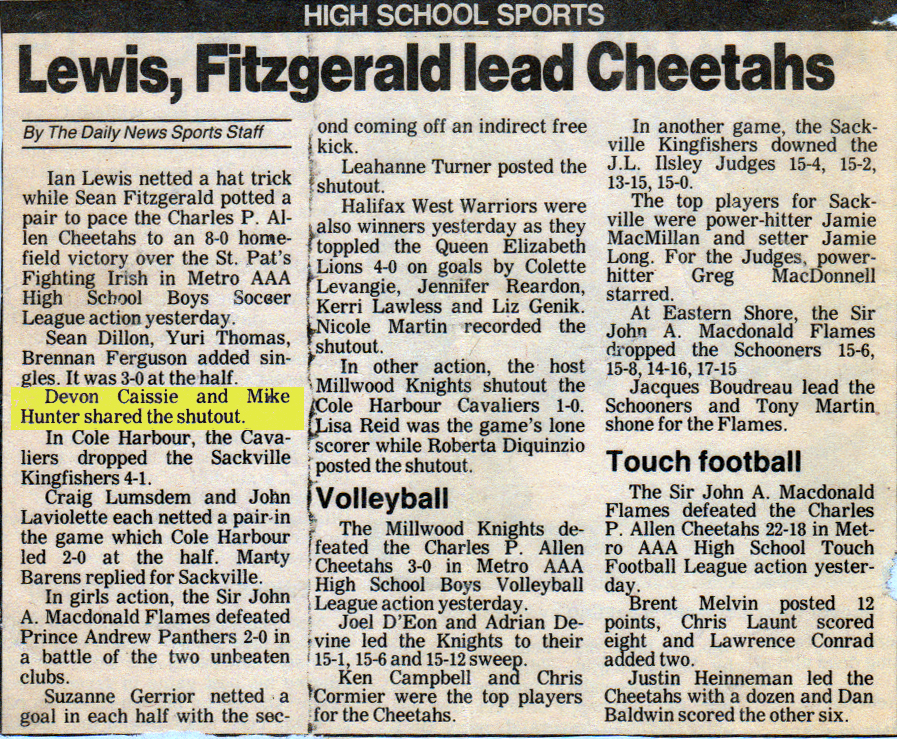 HIGH SCHOOL SPORTS
Lewis, Fitzgerald lead Cheetahs
By The Daily News Sports Staff
Ian Lewis netted a hat trick
while Sean Fitzgerald potted a
pair to pace the Charles P. Al-
len Cheetahs to an 8-0 home-
field victory over the St. Pat's
Fighting Irish in Metro AAA
High School Boys Soccer
League action yesterday.
Sean Dillon, Yuri Thomas,
Brennan Ferguson added sin-
gles. It was 3-0 at the half.
Devon Caissie and Mike
Hunter shared the shutout.
In Cole Harbour, the Cava-
liers dropped the Sackville
Kingfishers 4-1.
Craig Lumsdem and John
Laviolette each netted a pair in
the game which Cole Harbour
led 2-0 at the half. Marty
Barens replied for Sackville.
In girls action, the Sir John
A. Macdonald Flames defeated
Prince Andrew Panthers 2-0 in
a battle of the two unbeaten
clubs.
Suzanne Gerrior netted a
goal in each half with the sec-
ond coming off an indirect free
kick.
Leahanne Turner posted the
shutout.
Halifax West Warriors were
also winners yesterday as they
toppled the Queen Elizabeth
Lions 4-0 on goals by Colette
Levangie, Jennifer Reardon,
Kerri Lawless and Liz Genik.
Nicole Martin recorded the
shutout.
In other action, the host
Millwood Knights shutout the
Cole Harbour Cavaliers 1-0.
Lisa Reid was the game's lone
scorer while Roberta Diquinzio
posted the shutout.
Volleyball
The Millwood Knights de-
feated the Charles P. Allen
Cheetahs 3-0 in Metro AAA
High School Boys Volleyball
League action yesterday.
Joel D'Eon and Adrian De-
vine led the Knights to their
15-1, 15-6 and 15-12 sweep.
Ken Campbell and Chris
Cormier were the top players
for the Cheetahs.
In another game, the Sack-
ville Kingfishers downed the
J.L. Ilsley Judges 15-4, 15-2,
13-15, 15-0.
The top players for Sack-
ville were power-hitter Jamie
MacMillan and setter Jamie
Long. For the Judges, power-
hitter Greg MacDonnell
starred.
At Eastern Shore, the Sir
John A. Macdonald Flames
dropped the Schooners 15-6,
15-8, 14-16, 17-15
Jacques Boudreau lead the
Schooners and Tony Martin
shone for the Flames.
Touch football
The Sir John A. Macdonald
Flames defeated the Charles
P. Allen Cheetahs 22-18 in Met-
ro AAA High School Touch
Football League action yester-
day.
Brent Melvin posted 12
points, Chris Launt scored
eight and Lawrence Conrad
added two.
Justin Heinneman led the
Cheetahs with a dozen and Dan
Baldwin scored the other six.